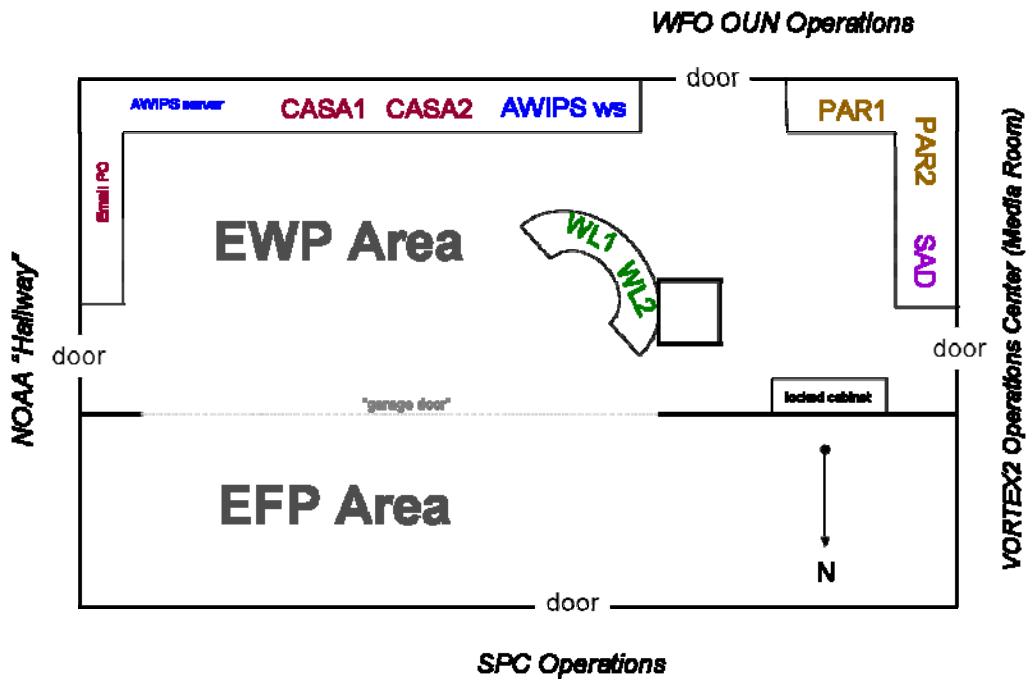 WFO OUN Operations
door
AWIPS server
CASA1
CASA2
AWIPS ws
PAR1
PAR2
Email PC
SAD
EWP Area
WL1
WL2
NOAA "Hallway"
VORTEX2 Operations Center (Media Room)
door
door
"garage door"
locked cabinet
EFP Area
N
door
SPC Operations